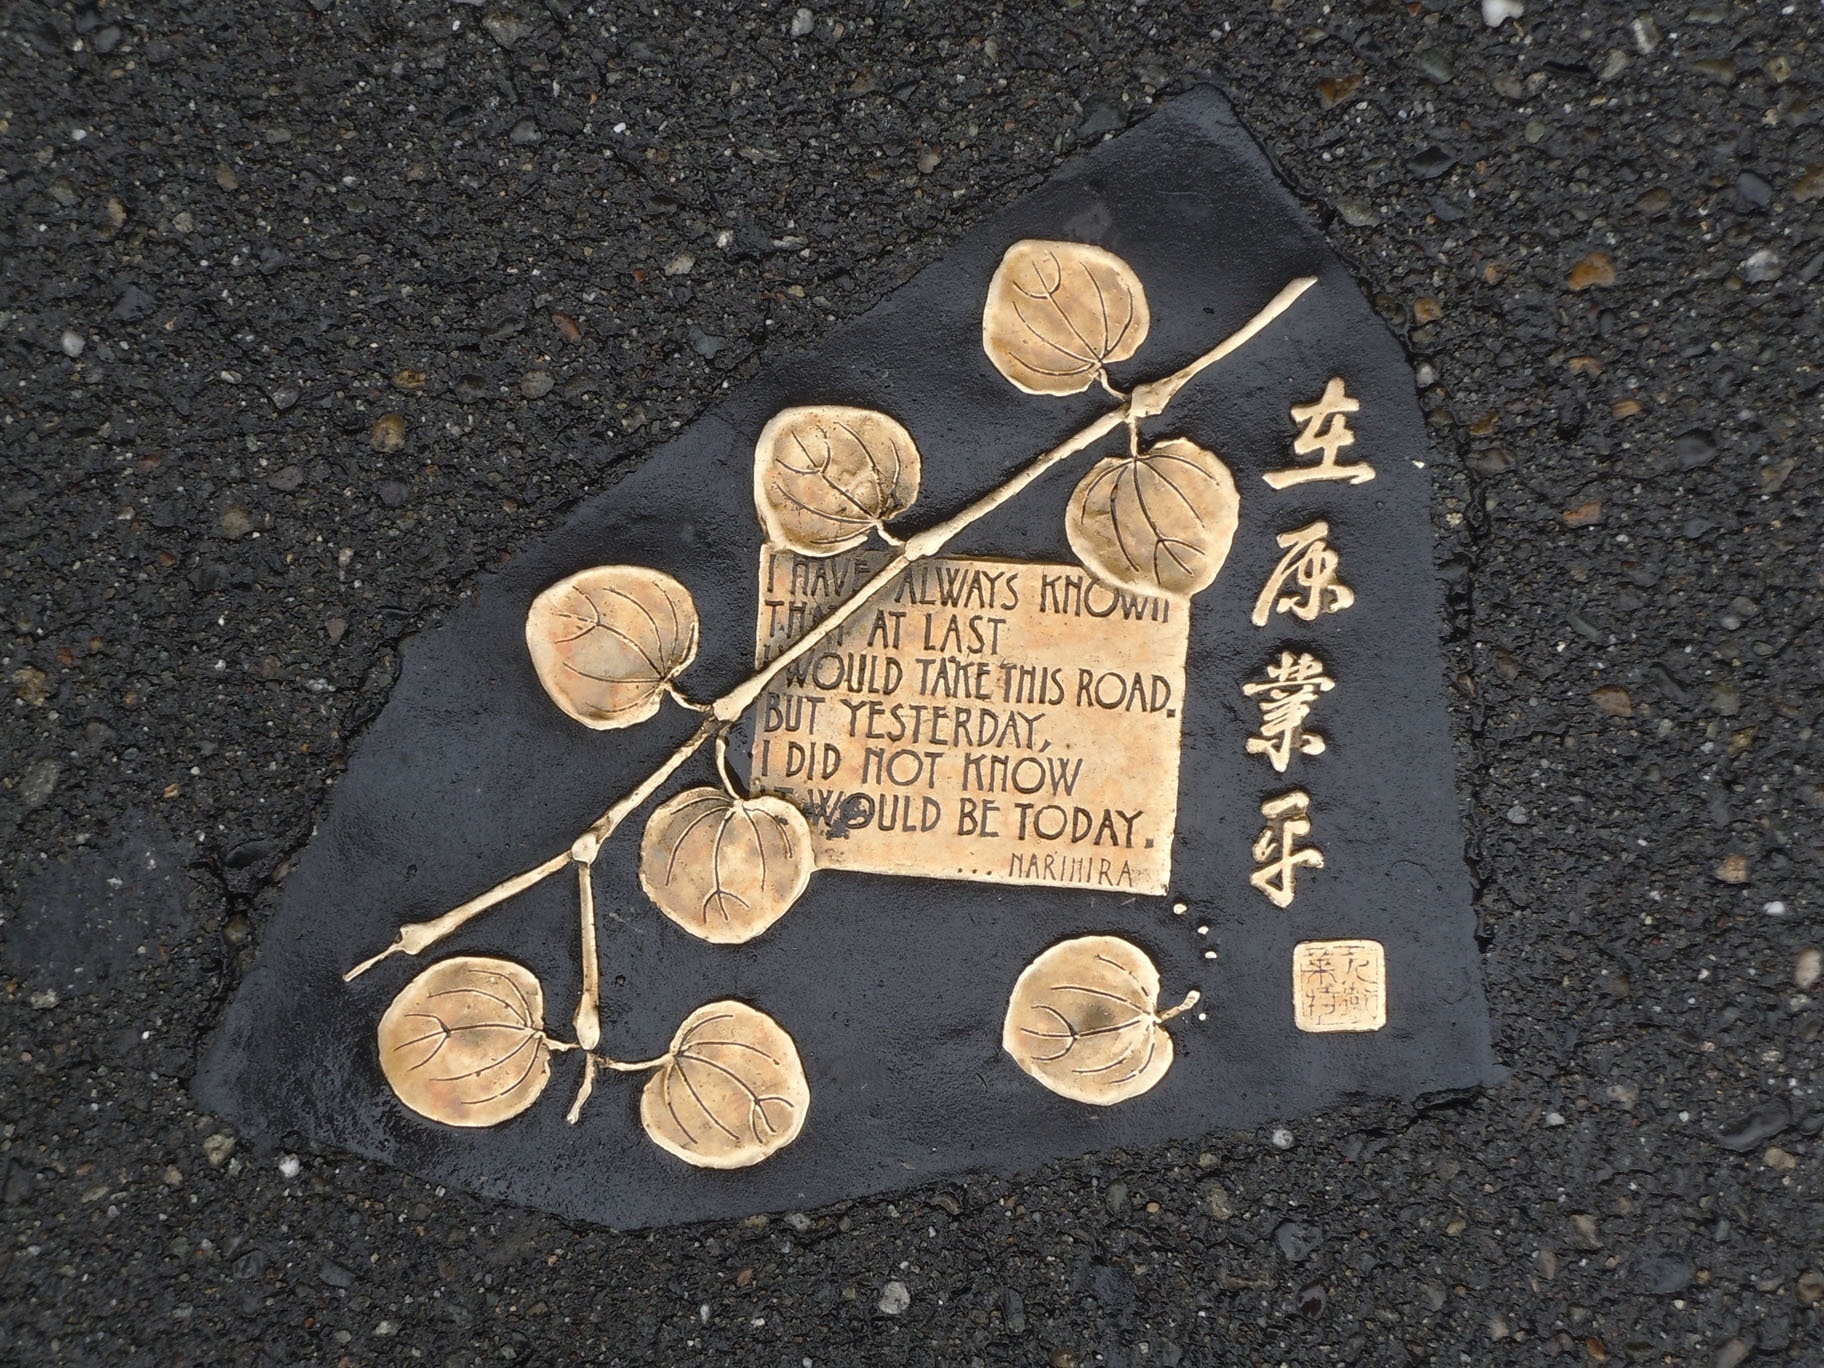 I HAVE ALWAYS KNOWN
THAT AT LAST
I WOULD TAKE THIS ROAD.
BUT YESTERDAY,
I DID NOT KNOW
IT WOULD BE TODAY.
... NARIHIRA
在原業平